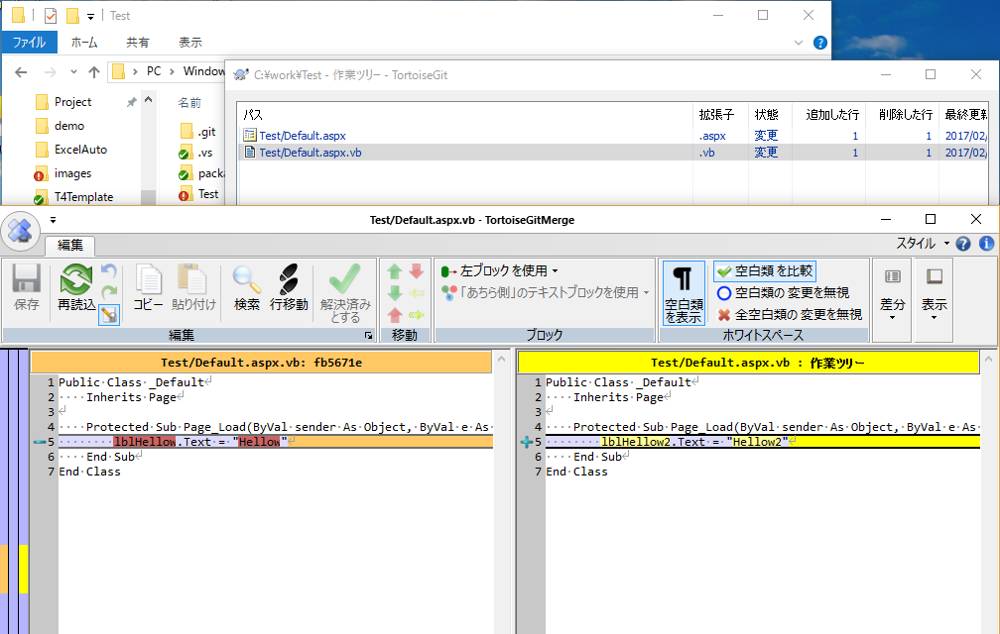 Test
ファイル ホーム 共有 表示
PC Window
C:¥work¥Test - 作業ツリー - TortoiseGit
Project 名前
demo .git
ExcelAuto .vs
images packa
T4Template Test
パス 拡張子 状態 追加した行 削除した行 最終更新
Test/Default.aspx .aspx 変更 1 1 2017/02/
Test/Default.aspx.vb .vb 変更 1 1 2017/02/
Test/Default.aspx.vb - TortoiseGitMerge
編集 スタイル
保存 再読込 コピー 貼り付け 検索 行移動 解決済みとする
左ブロックを使用
「あちら側」のテキストブロックを使用
空白類を表示
空白類を比較
空白類の変更を無視
全空白類の変更を無視
差分 表示
編集 移動 ブロック ホワイトスペース
Test/Default.aspx.vb: fb5671e
1 Public Class _Default
2 Inherits Page
3
4 Protected Sub Page_Load(ByVal sender As Object, ByVal e As
5 lblHellow.Text = "Hellow"
6 End Sub
7 End Class
Test/Default.aspx.vb : 作業ツリー
1 Public Class _Default
2 Inherits Page
3
4 Protected Sub Page_Load(ByVal sender As Object, ByVal e As
5 lblHellow2.Text = "Hellow2"
6 End Sub
7 End Class